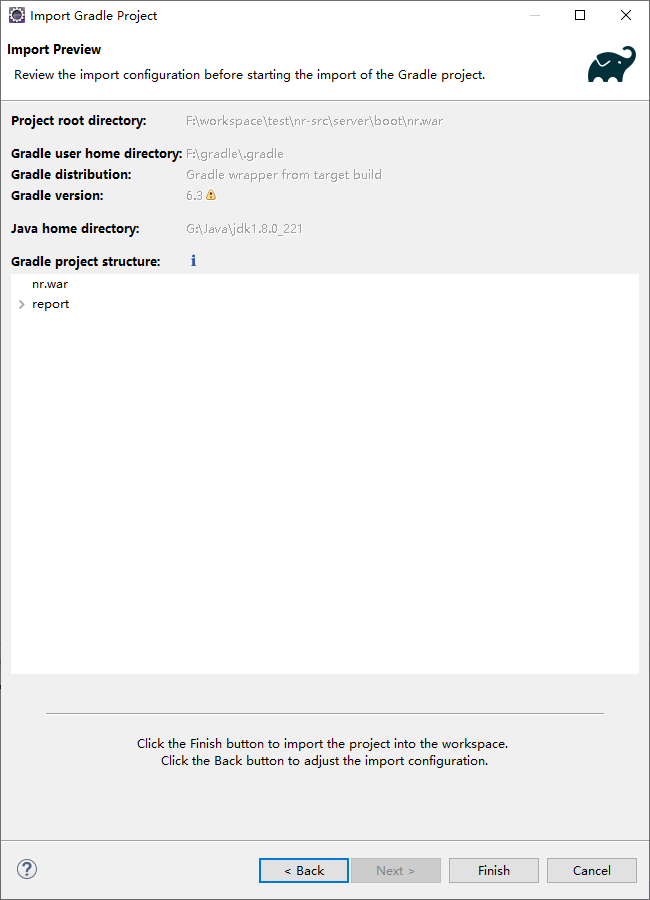 Import Gradle Project
Import Preview
Review the import configuration before starting the import of the Gradle project.
Project root directory: F:\workspace\test\nr-src\server\boot\nr.war
Gradle user home directory: F:\gradle\.gradle
Gradle distribution: Gradle wrapper from target build
Gradle version: 6.3
Java home directory: G:\Java\jdk1.8.0_221
Gradle project structure:
nr.war
report
Click the Finish button to import the project into the workspace.
Click the Back button to adjust the import configuration.
< Back Next > Finish Cancel